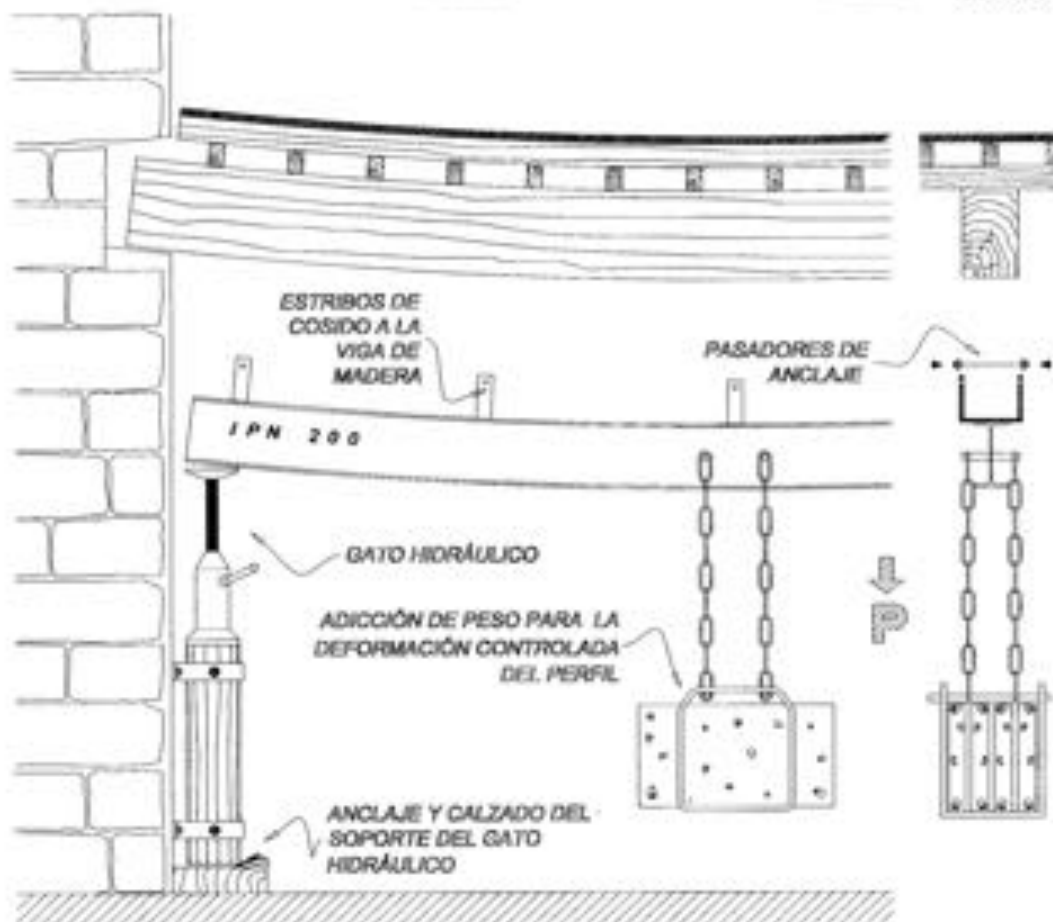 ESTRIBOS DE
COSIDO A LA
VIGA DE
MADERA
PASADORES DE
ANCLAJE
IPN 200
GATO HIDRÁULICO
ADICCIÓN DE PESO PARA LA
DEFORMACIÓN CONTROLADA
DEL PERFIL
P
ANCLAJE Y CALZADO DEL
SOPORTE DEL GATO
HIDRÁULICO